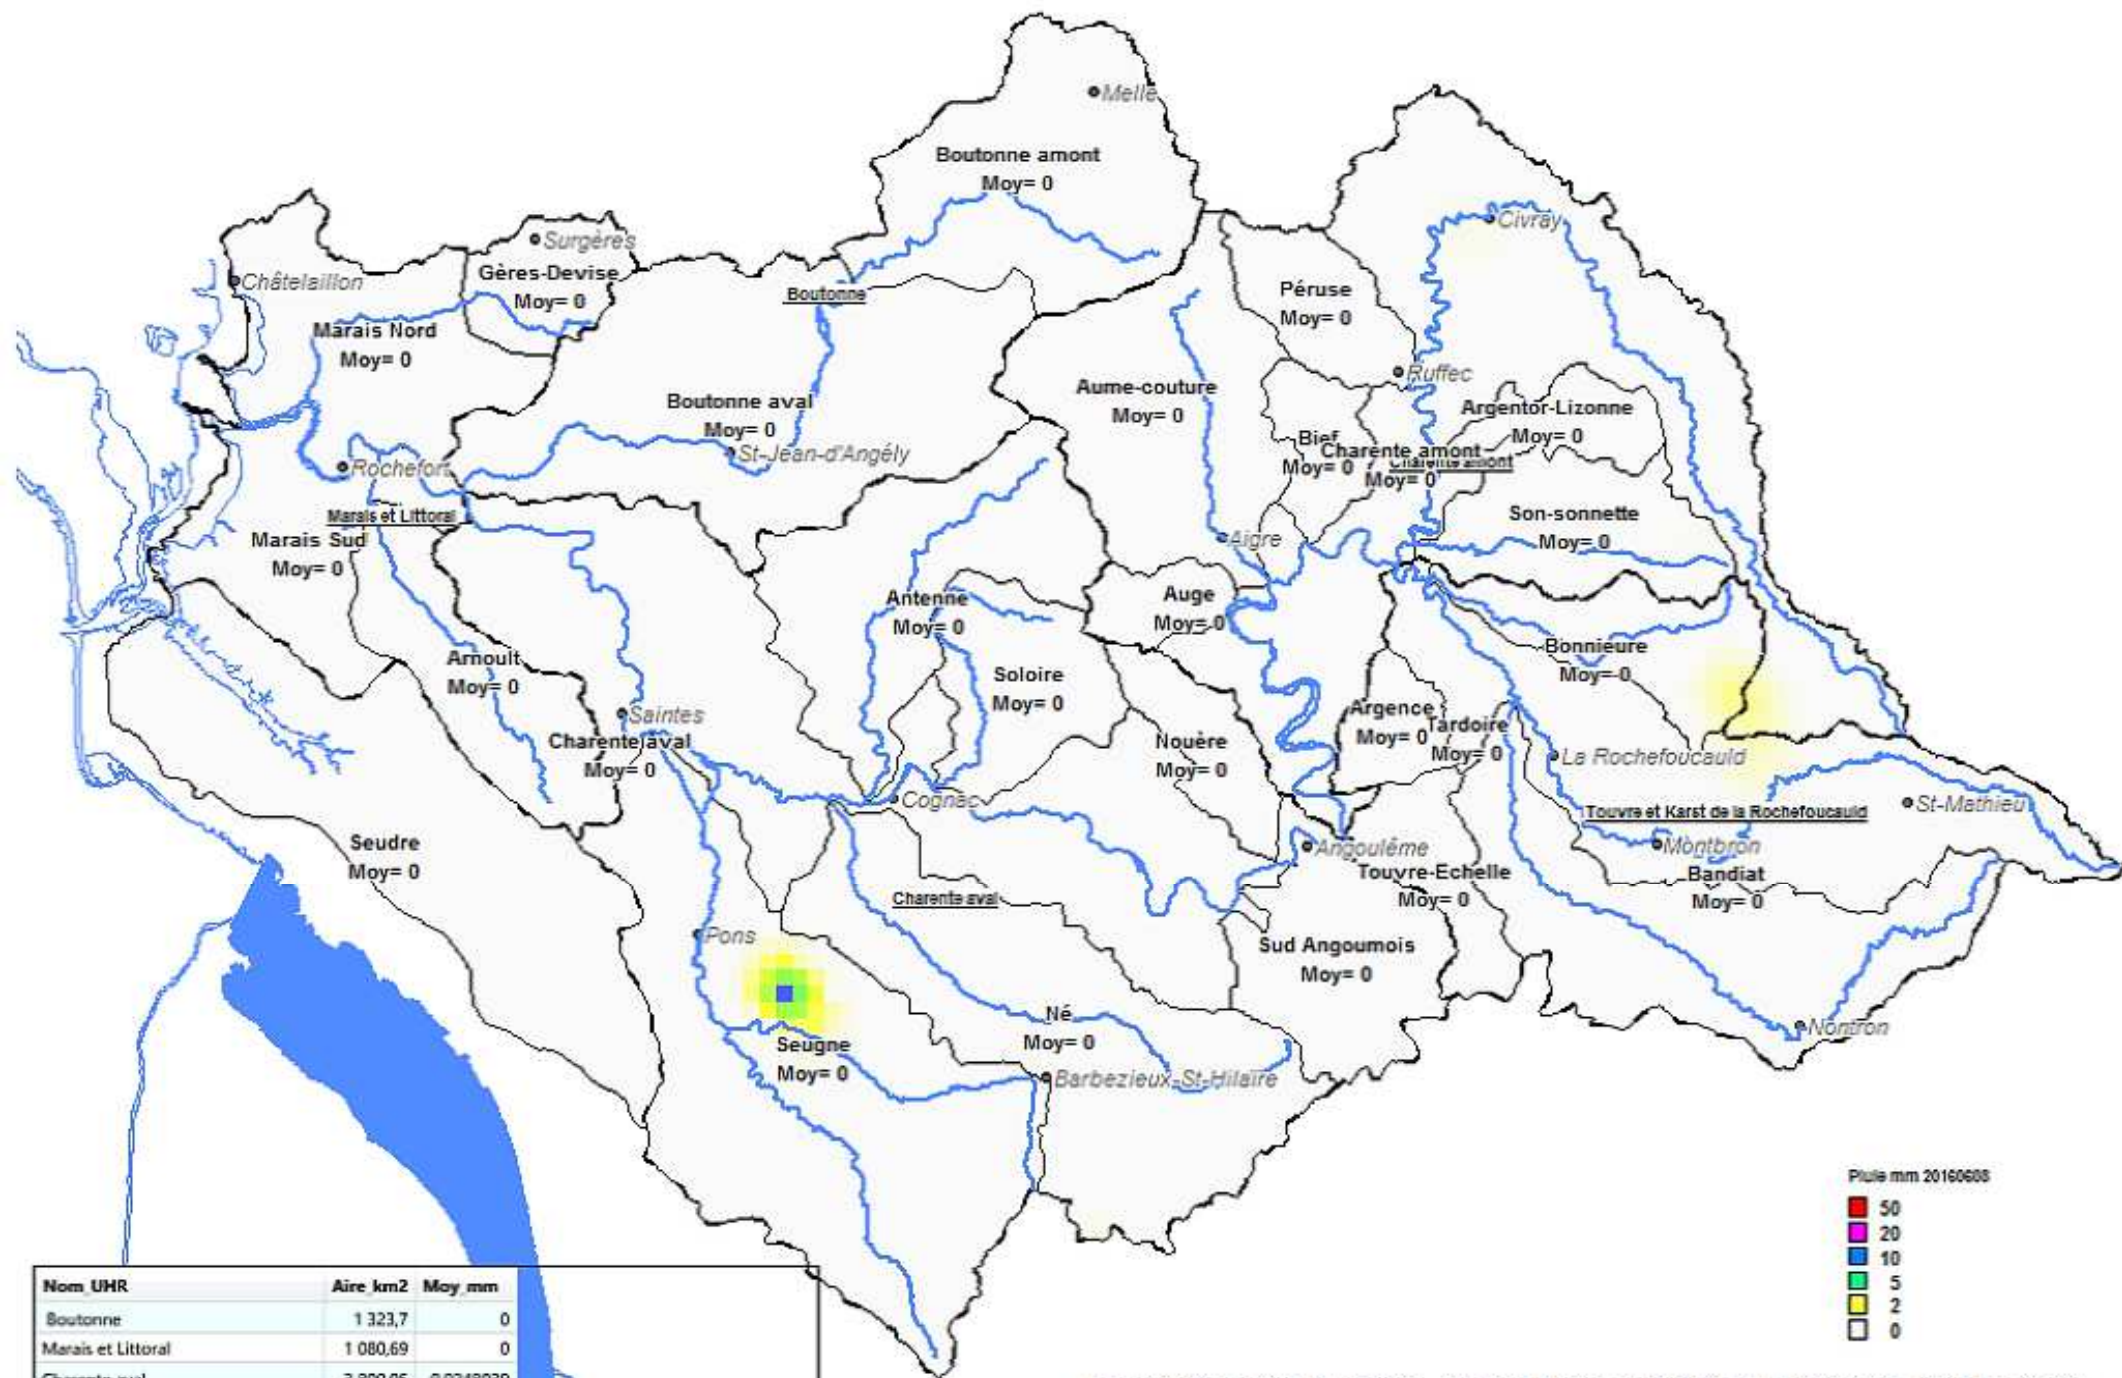 Melle
Boutonne amont
Moy= 0
Civray
Surgères
Gères-Devise
Moy= 0
Châtelaillon
Boutonne
Péruse
Moy= 0
Marais Nord
Moy= 0
Ruffec
Aume-couture
Moy= 0
Boutonne aval
Moy= 0
Argentor-Lizonne
Moy= 0
St-Jean-d'Angély
Bief
Moy= 0
Charente amont
Moy= 0
Charente amont
Rochefort
Marais et Littoral
Son-sonnette
Moy= 0
Marais Sud
Moy= 0
Aigre
Antenne
Moy= 0
Auge
Moy= 0
Bonnieure
Moy= 0
Arnoult
Moy= 0
Soloire
Moy= 0
Saintes
Argence
Moy= 0
Tardoire
Moy= 0
Charente aval
Moy= 0
Nouère
Moy= 0
La Rochefoucauld
Cognac
St-Mathieu
Touvre et Karst de la Rochefoucauld
Seudre
Moy= 0
Angoulême
Montbron
Touvre-Echelle
Moy= 0
Bandiat
Moy= 0
Charente aval
Pons
Sud Angoumois
Moy= 0
Né
Moy= 0
Nontron
Seugne
Moy= 0
Barbezieux-St-Hilaire
Pluie mm 20160608
50
20
10
5
2
0
Nom_UHR Aire_km2 Moy_mm
Boutonne 1 323,7 0
Marais et Littoral 1 080,69 0